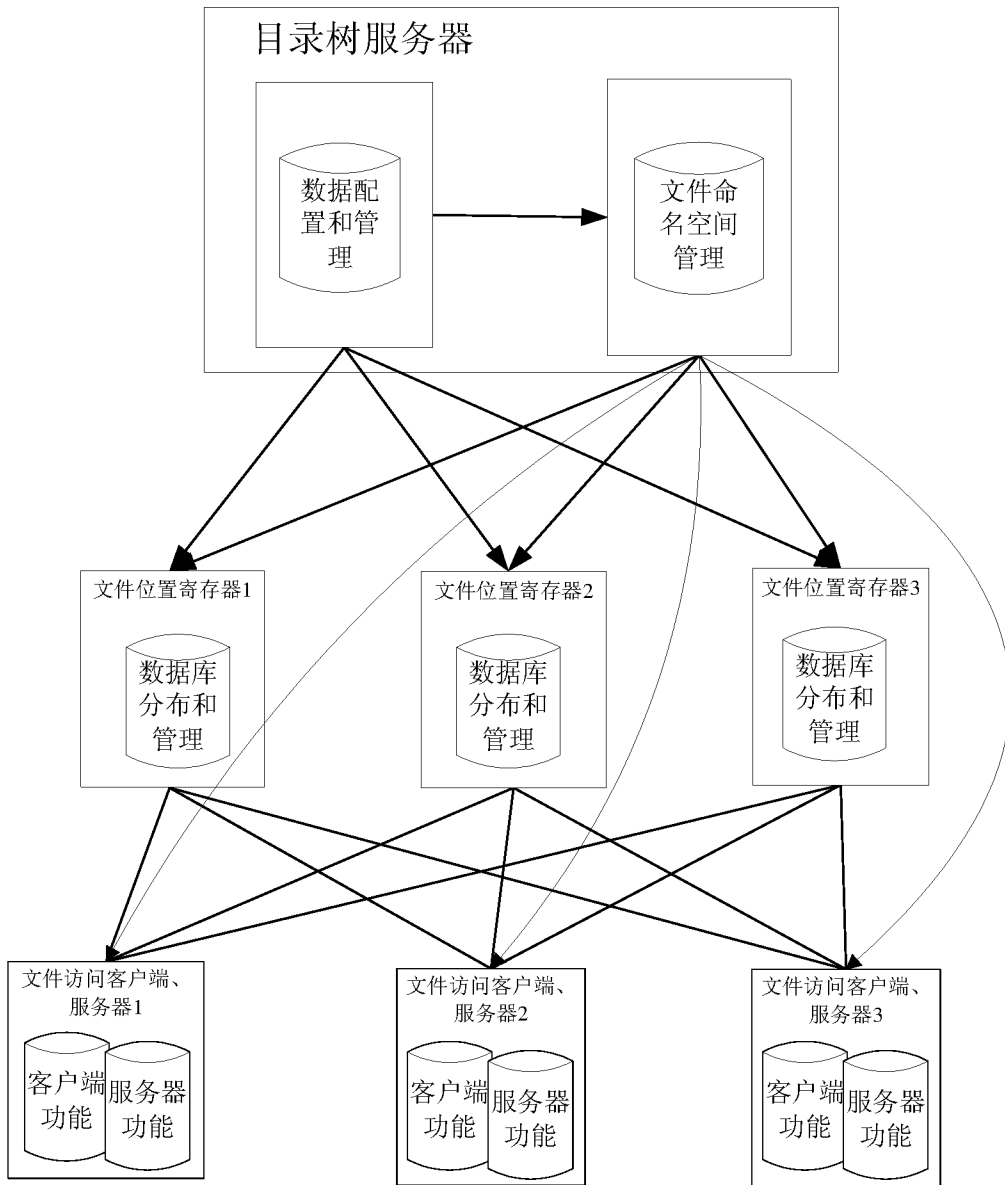 目录树服务器
数据配
置和管
理
文件命
名空间
管理
文件位置寄存器1
数据库
分布和
管理
文件位置寄存器2
数据库
分布和
管理
文件位置寄存器3
数据库
分布和
管理
文件访问客户端、
服务器1
客户端
功能
服务器
功能
文件访问客户端、
服务器2
客户端
功能
服务器
功能
文件访问客户端、
服务器3
客户端
功能
服务器
功能